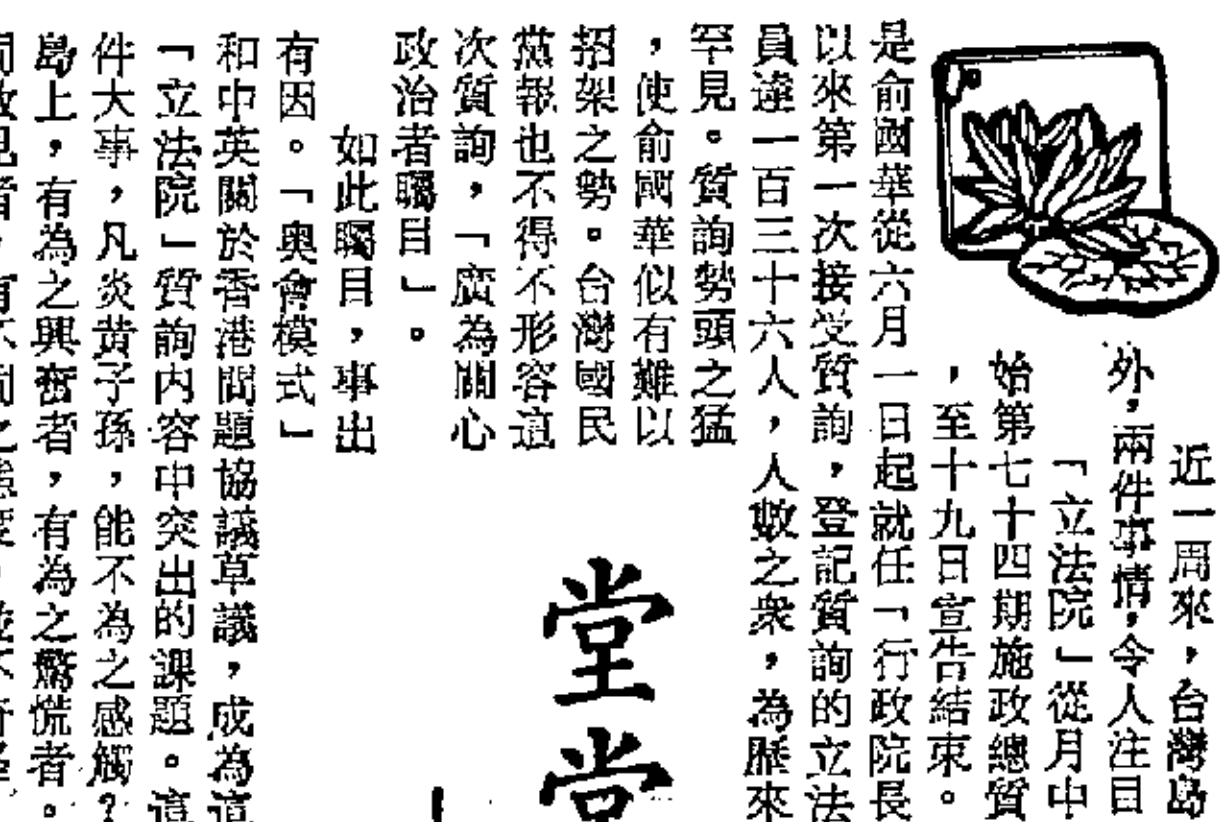 近一周來，台灣島
外，兩件事情，令人注目
「立法院」從月中
始第七十四期施政總質
，至十九日宣告結束。
是俞國華從六月一日起就任「行政院長
以來第一次接受質詢，登記質詢的立法
員達一百三十六人，人數之衆，為歷來
罕見。質詢勢頭之猛
，使俞國華似有難以
招架之勢。台灣國民
黨報也不得不形容這
次質詢，「廣為關心
政治者矚目」。
堂堂
如此矚目，事出
有因。「奧會模式」
和中英關於香港問題協議草議，成為這
「立法院」質詢內容中突出的課題。這
件大事，凡炎黃子孫，能不為之感觸？
島上，有為之興奮者，有為之驚慌者。